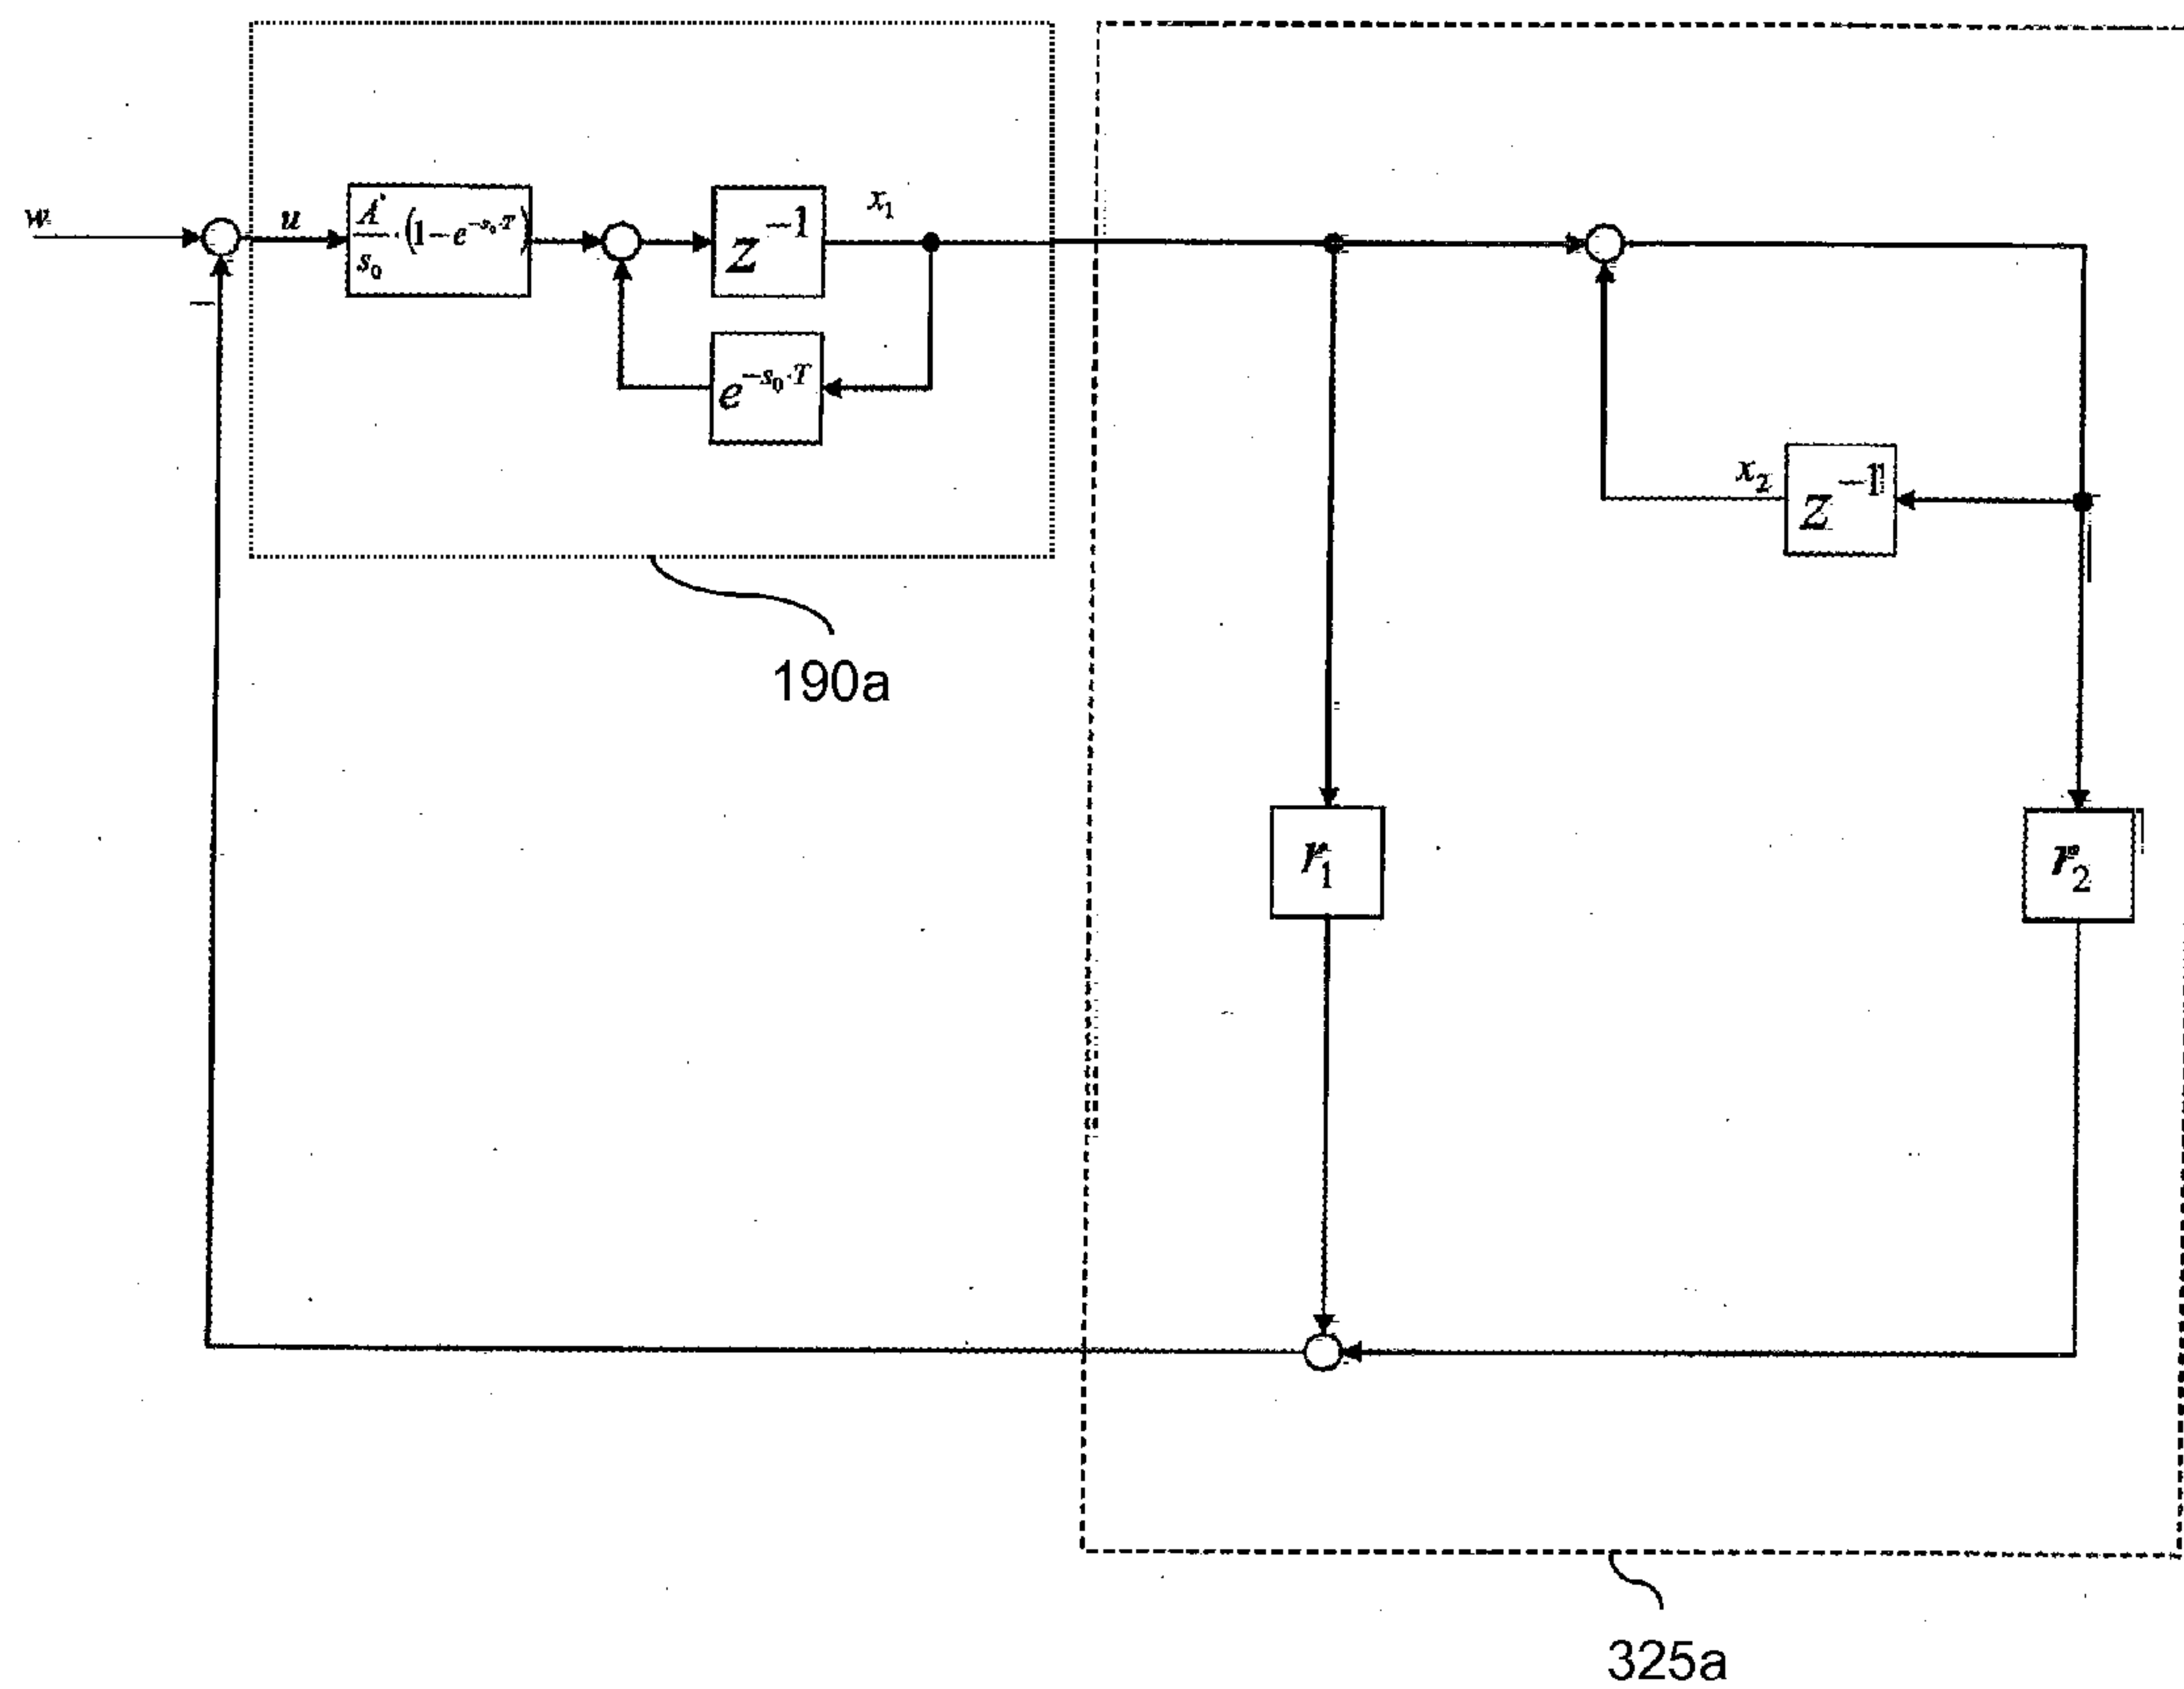 w
u
A/s₀ · (1 − e^(−s₀·T))
z⁻¹
x₁
e^(−s₀·T)
−
x₂
z⁻¹
190a
r₁
r₂
325a